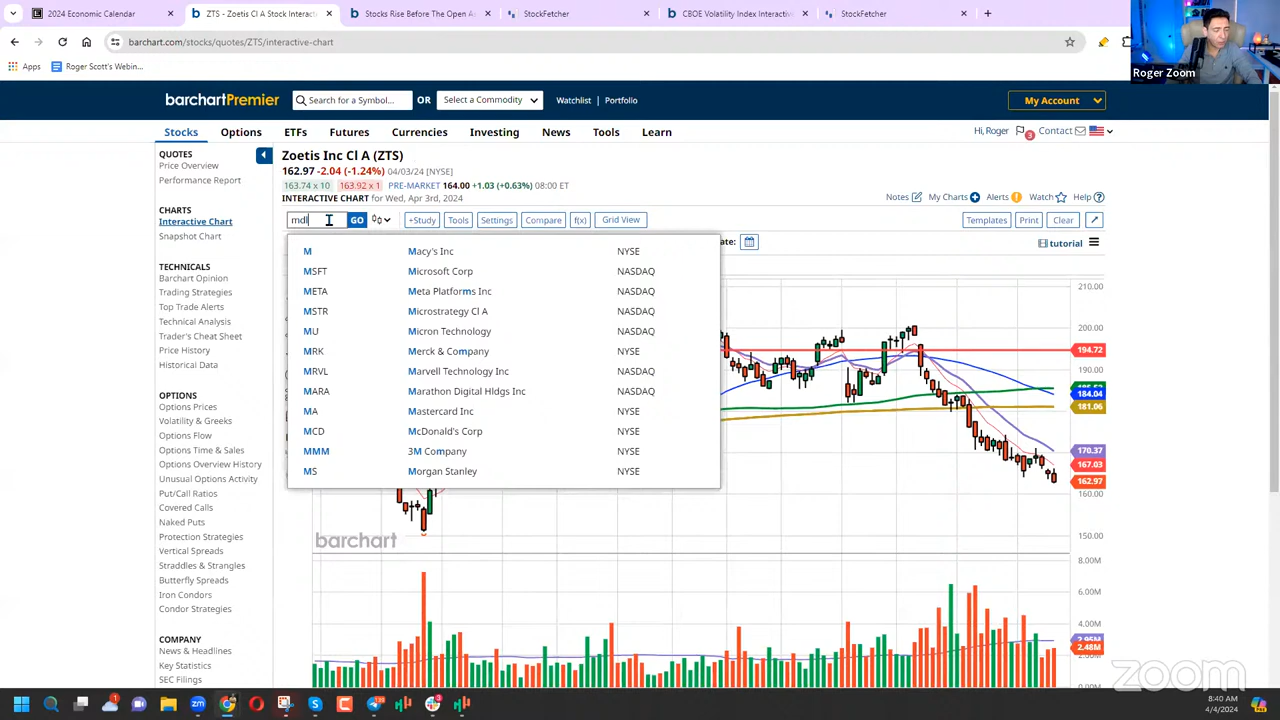 2024 Economic Calendar
ZTS - Zoetis Cl A Stock Interact
Stocks Rise Before The Open As
StockFetcher
CBOE Volatility Index Interactive
StockFetcher
barchart.com/stocks/quotes/ZTS/interactive-chart
Apps
Roger Scott's Webin...
Roger Zoom
barchartPremier
Search for a Symbol...
OR
Select a Commodity
Watchlist
Portfolio
My Account
Stocks
Options
ETFs
Futures
Currencies
Investing
News
Tools
Learn
Hi, Roger
3
Contact
QUOTES
Price Overview
Performance Report
CHARTS
Interactive Chart
Snapshot Chart
TECHNICALS
Barchart Opinion
Trading Strategies
Top Trade Alerts
Technical Analysis
Trader's Cheat Sheet
Price History
Historical Data
OPTIONS
Options Prices
Volatility & Greeks
Options Flow
Options Time & Sales
Options Overview History
Unusual Options Activity
Put/Call Ratios
Covered Calls
Naked Puts
Protection Strategies
Vertical Spreads
Straddles & Strangles
Butterfly Spreads
Iron Condors
Condor Strategies
COMPANY
News & Headlines
Key Statistics
SEC Filings
Zoetis Inc Cl A (ZTS)
162.97 -2.04 (-1.24%) 04/03/24 [NYSE]
163.74 x 10 163.92 x 1 PRE-MARKET 164.00 +1.03 (+0.63%) 08:00 ET
INTERACTIVE CHART for Wed, Apr 3rd, 2024
Notes
My Charts
Alerts
Watch
Help
mdl
GO
+Study
Tools
Settings
Compare
f(x)
Grid View
Templates
Print
Clear
ate:
tutorial
M Macy's Inc NYSE
MSFT Microsoft Corp NASDAQ
META Meta Platforms Inc NASDAQ
MSTR Microstrategy Cl A NASDAQ
MU Micron Technology NASDAQ
MRK Merck & Company NYSE
MRVL Marvell Technology Inc NASDAQ
MARA Marathon Digital Hldgs Inc NASDAQ
MA Mastercard Inc NYSE
MCD McDonald's Corp NYSE
MMM 3M Company NYSE
MS Morgan Stanley NYSE
210.00
200.00
194.72
190.00
184.04
181.06
170.37
167.03
162.97
160.00
150.00
8.00M
6.00M
4.00M
2.95M
2.48M
0.00M
barchart
zoom
8:40 AM
4/4/2024